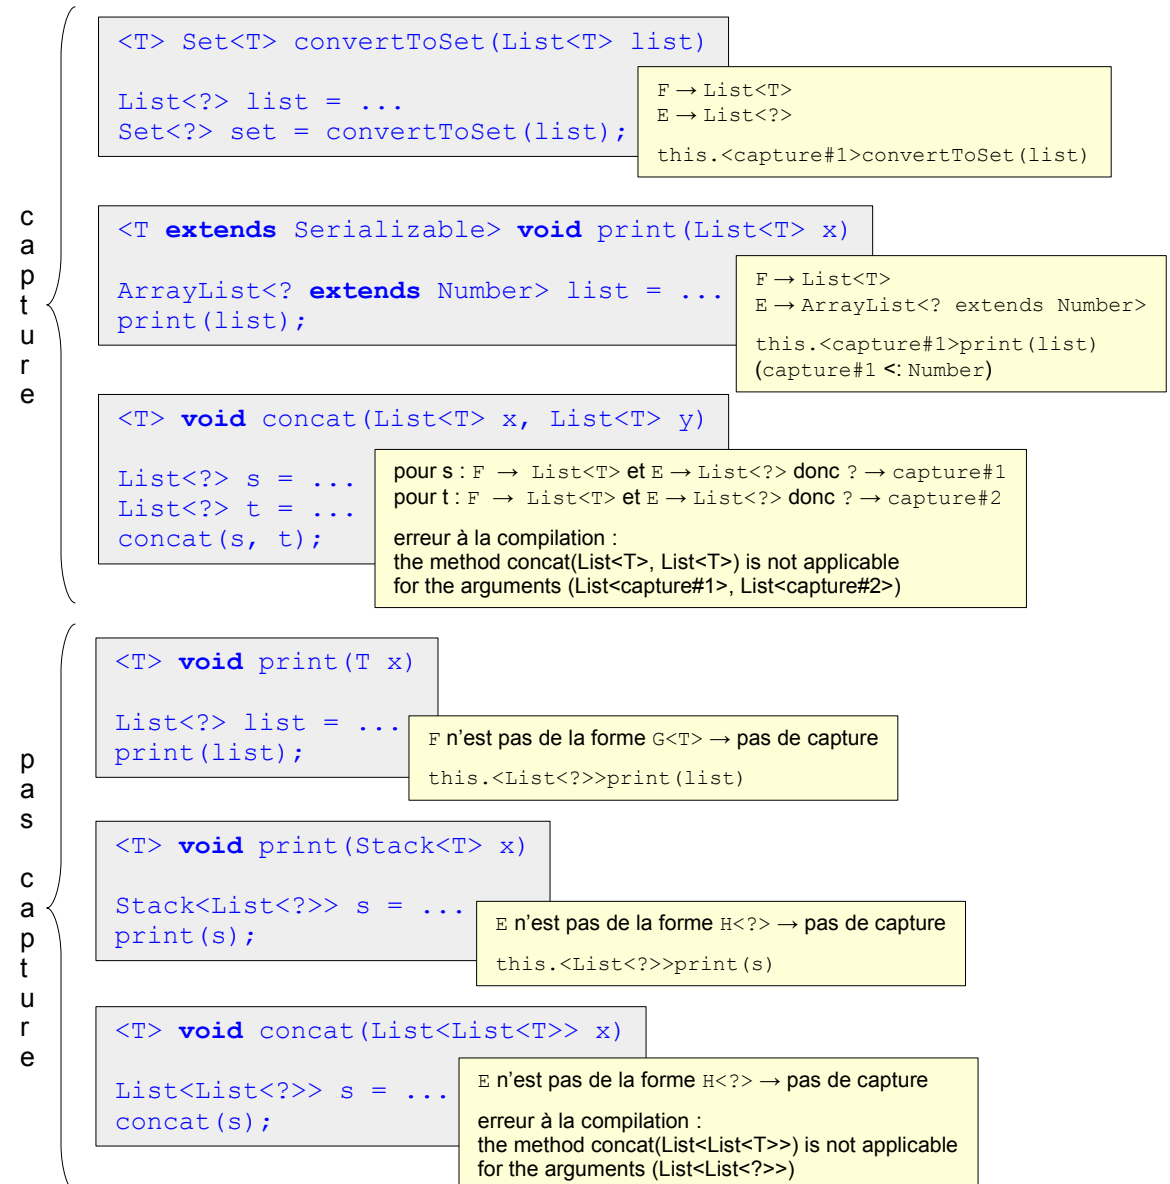 capture
<T> Set<T> convertToSet(List<T> list)
List<?> list = ...
Set<?> set = convertToSet(list);
F → List<T>
E → List<?>
this.<capture#1>convertToSet(list)
<T extends Serializable> void print(List<T> x)
ArrayList<? extends Number> list = ...
print(list);
F → List<T>
E → ArrayList<? extends Number>
this.<capture#1>print(list)
(capture#1 <: Number)
<T> void concat(List<T> x, List<T> y)
List<?> s = ...
List<?> t = ...
concat(s, t);
pour s : F → List<T> et E → List<?> donc ? → capture#1
pour t : F → List<T> et E → List<?> donc ? → capture#2
erreur à la compilation :
the method concat(List<T>, List<T>) is not applicable
for the arguments (List<capture#1>, List<capture#2>)
pas capture
<T> void print(T x)
List<?> list = ...
print(list);
F n'est pas de la forme G<T> → pas de capture
this.<List<?>>print(list)
<T> void print(Stack<T> x)
Stack<List<?>> s = ...
print(s);
E n'est pas de la forme H<?> → pas de capture
this.<List<?>>print(s)
<T> void concat(List<List<T>> x)
List<List<?>> s = ...
concat(s);
E n'est pas de la forme H<?> → pas de capture
erreur à la compilation :
the method concat(List<List<T>>) is not applicable
for the arguments (List<List<?>>)